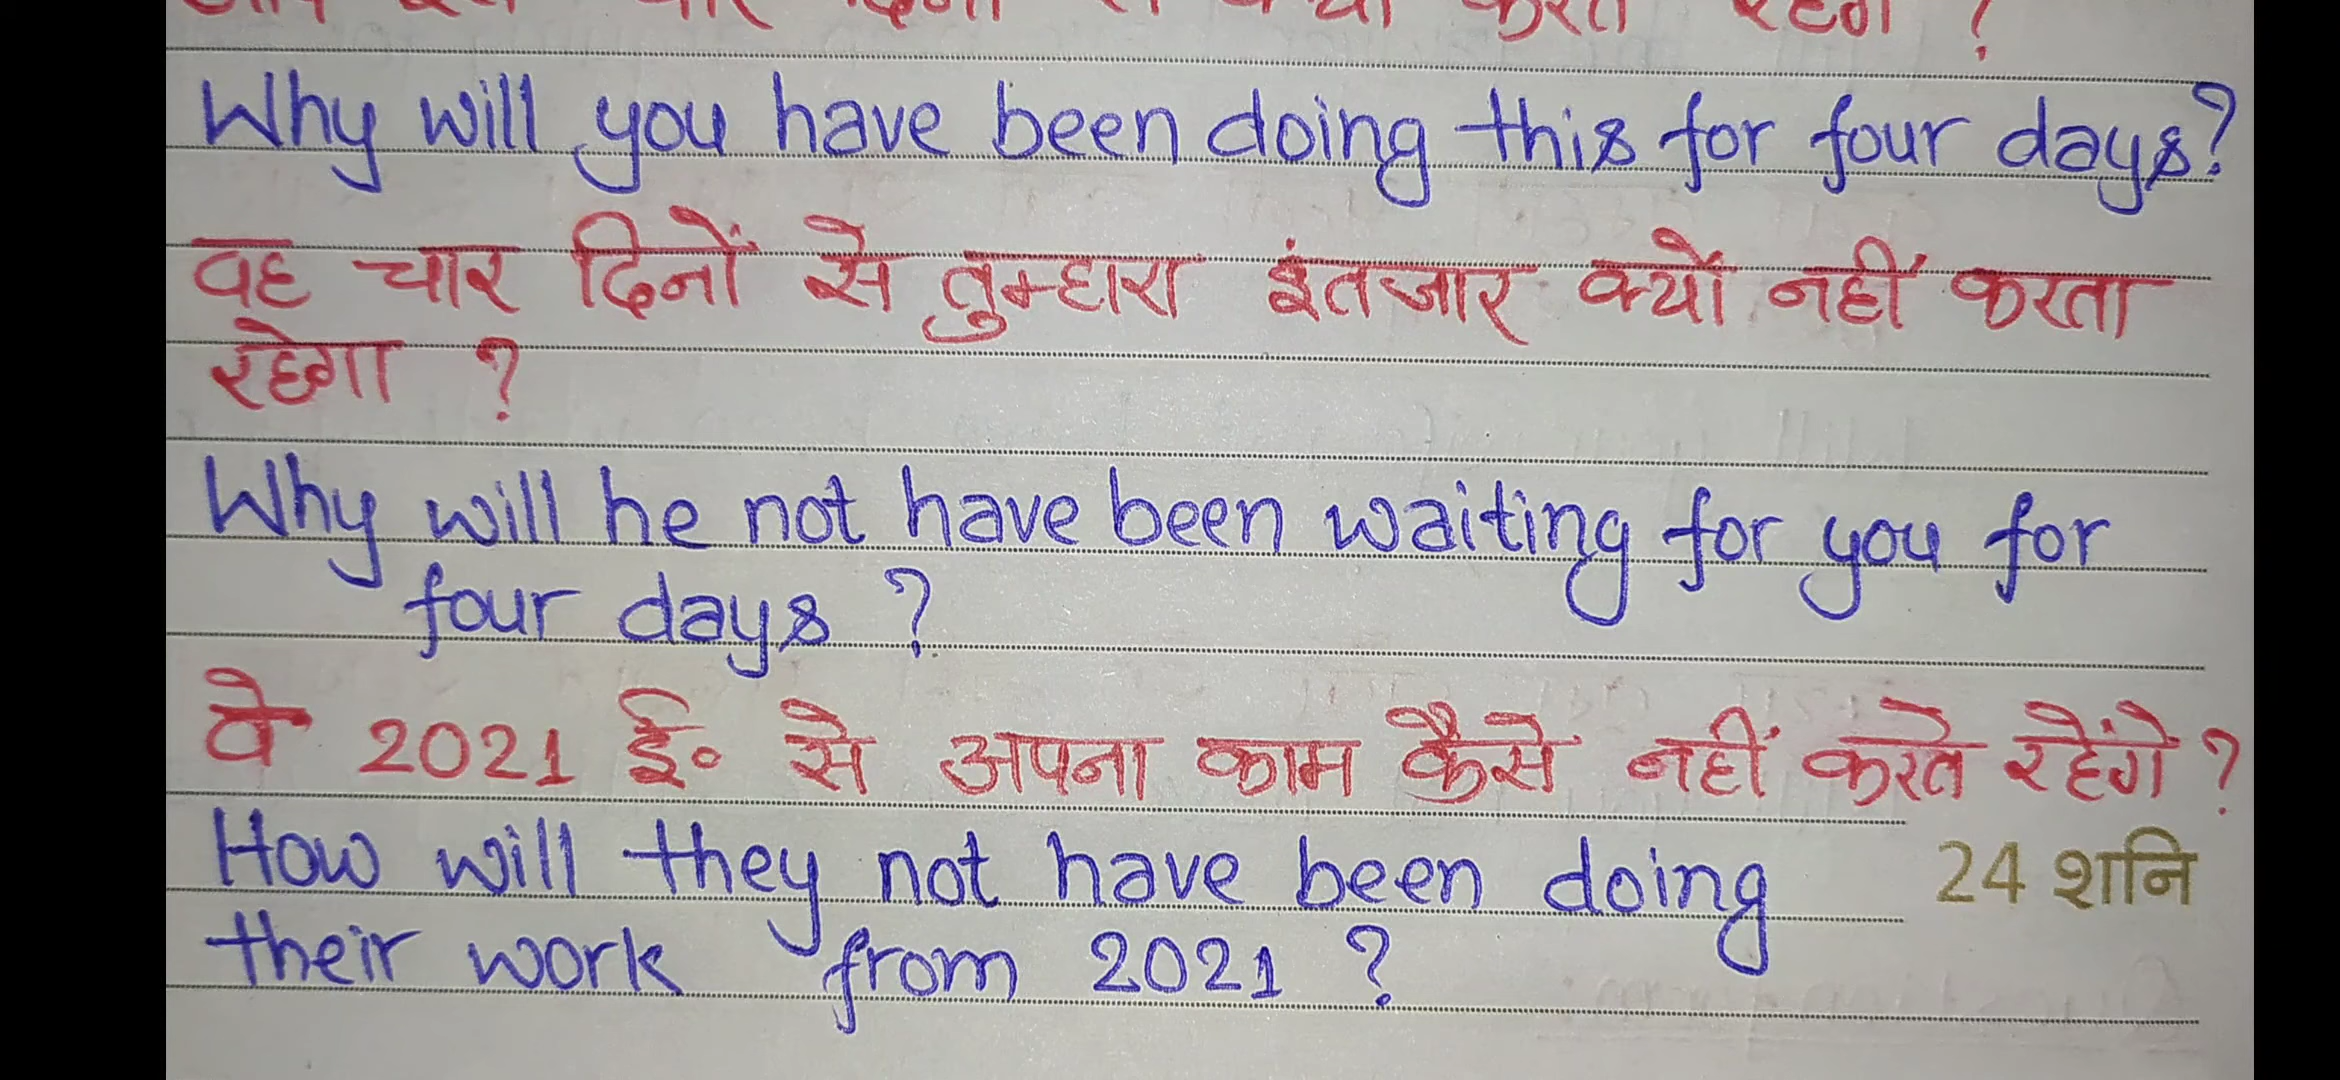 Why will you have been doing this for four days?
वह चार दिनों से तुम्हारा इंतजार क्यों नहीं करता
रहेगा ?
Why will he not have been waiting for you for
four days ?
वे 2021 ई० से अपना काम कैसे नहीं करते रहेंगे ?
How will they not have been doing
24 शनि
their work from 2021 ?